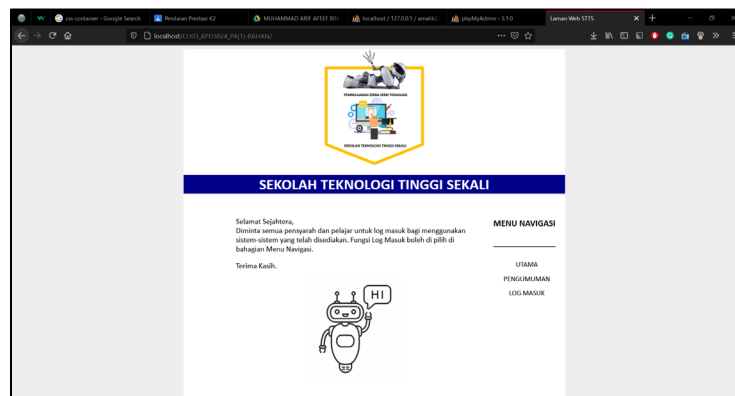 css container - Google Search
Penilaian Prestasi K2
MUHAMMAD ARIF AFEEF BIN
localhost / 127.0.0.1 /
phpMyAdmin - 5.1.0
Laman Web STTS
localhost/CU03_KPD3024_PA(1)-BAHAN/
PEMBELAJARAN SERBA SERBI TEKNOLOGI
SEKOLAH TEKNOLOGI TINGGI SEKALI
SEKOLAH TEKNOLOGI TINGGI SEKALI
Selamat Sejahtera,
Diminta semua pensyarah dan pelajar untuk log masuk bagi menggunakan
sistem-sistem yang telah disediakan. Fungsi Log Masuk boleh di pilih di
bahagian Menu Navigasi.
Terima Kasih.
HI
MENU NAVIGASI
UTAMA
PENGUMUMAN
LOG MASUK